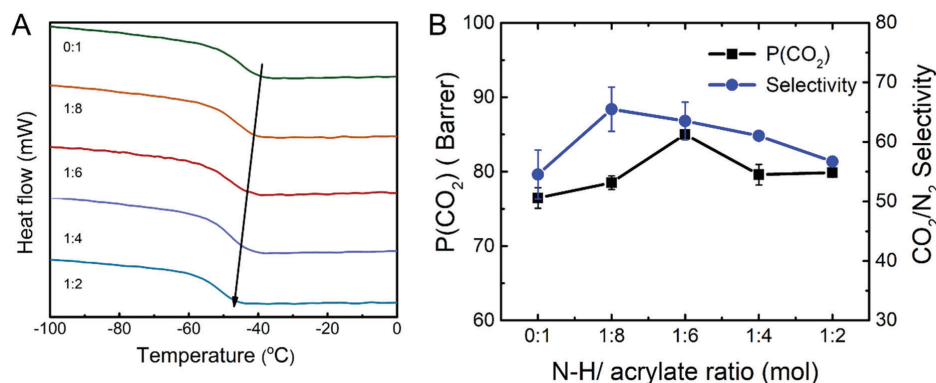 A
0:1
1:8
1:6
1:4
1:2
Heat flow (mW)
-100 -80 -60 -40 -20 0
Temperature (°C)
B
P(CO₂)
Selectivity
100
90
80
70
60
P(CO₂) ( Barrer)
80
70
60
50
40
30
CO₂/N₂ Selectivity
0:1 1:8 1:6 1:4 1:2
N-H/ acrylate ratio (mol)